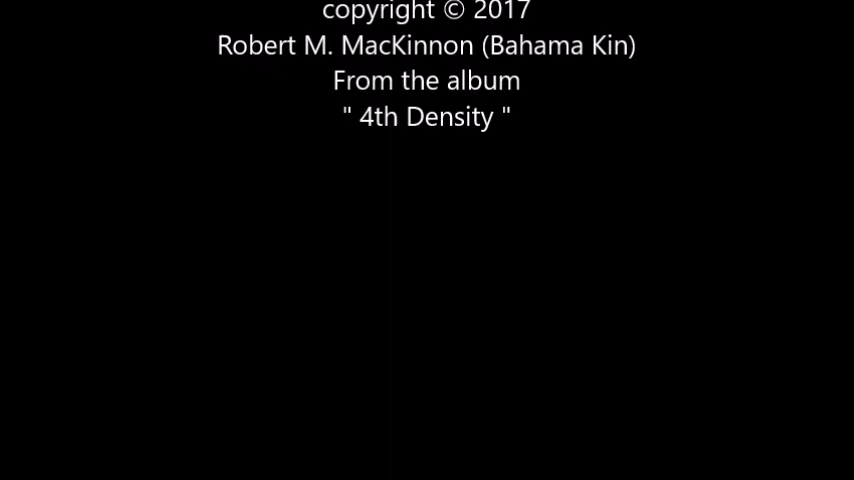 copyright © 2017
Robert M. MacKinnon (Bahama Kin)
From the album
" 4th Density "